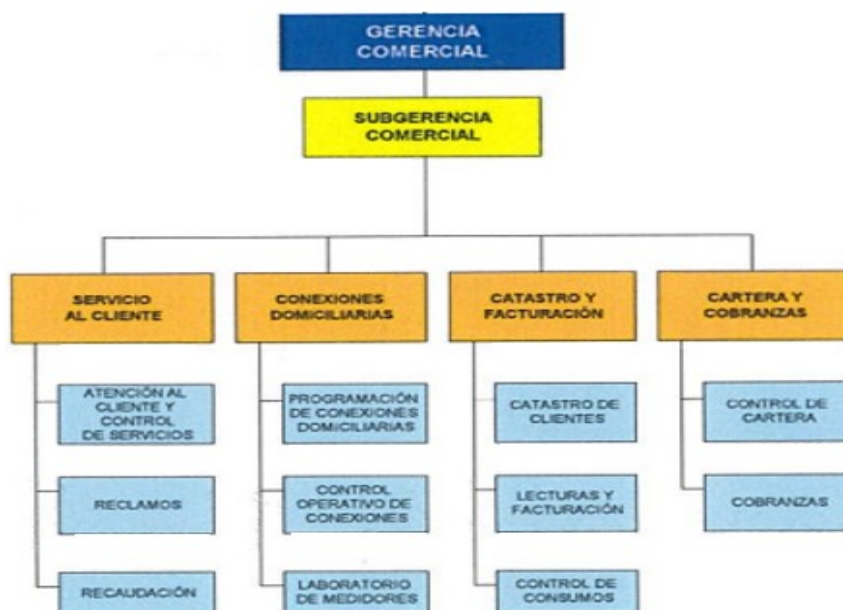 GERENCIA
COMERCIAL
SUBGERENCIA
COMERCIAL
SERVICIO
AL CLIENTE
CONEXIONES
DOMICILIARIAS
CATASTRO Y
FACTURACIÓN
CARTERA Y
COBRANZAS
ATENCIÓN AL
CLIENTE Y
CONTROL
DE SERVICIOS
PROGRAMACIÓN
DE CONEXIONES
DOMICILIARIAS
CATASTRO DE
CLIENTES
CONTROL DE
CARTERA
RECLAMOS
CONTROL
OPERATIVO DE
CONEXIONES
LECTURAS Y
FACTURACIÓN
COBRANZAS
RECAUDACIÓN
LABORATORIO
DE MEDIDORES
CONTROL DE
CONSUMOS